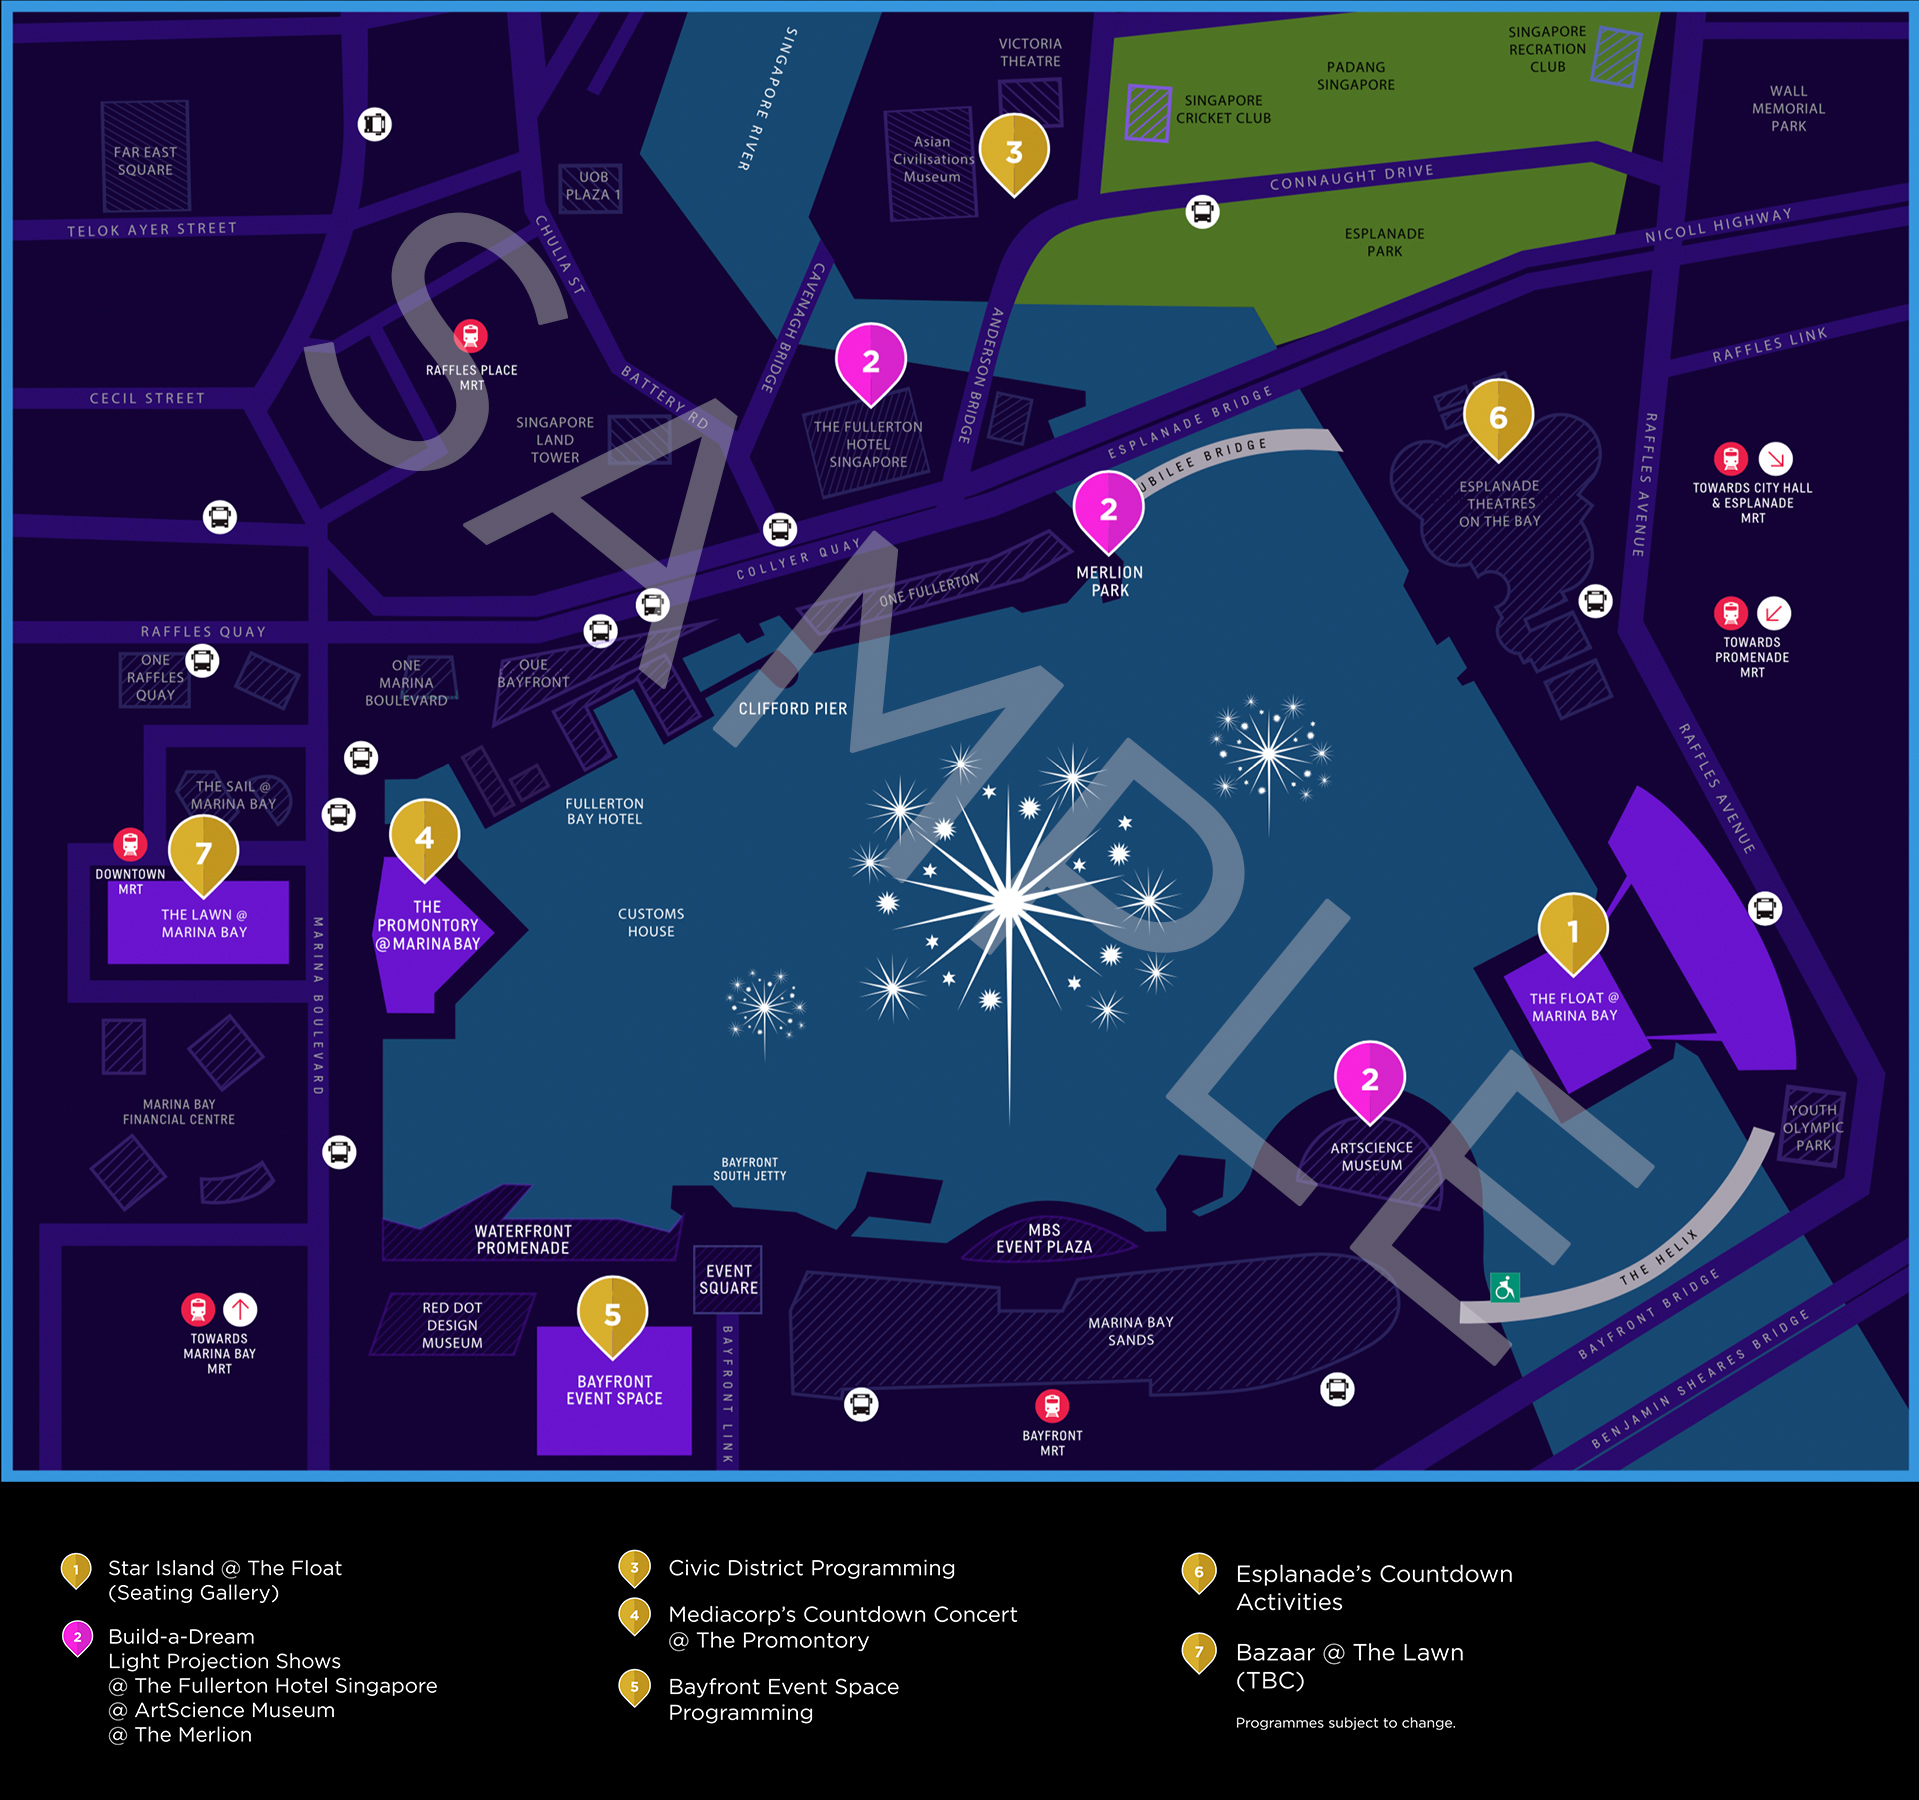 SINGAPORE RIVER
VICTORIA
THEATRE
SINGAPORE
RECRATION
CLUB
PADANG
SINGAPORE
WALL
MEMORIAL
PARK
SINGAPORE
CRICKET CLUB
FAR EAST
SQUARE
UOB
PLAZA 1
Asian
Civilisations
Museum
3
CONNAUGHT DRIVE
TELOK AYER STREET
CHULIA ST
ESPLANADE
PARK
NICOLL HIGHWAY
CAVENAGH BRIDGE
ANDERSON BRIDGE
RAFFLES LINK
RAFFLES PLACE
MRT
2
BATTERY RD
CECIL STREET
ESPLANADE BRIDGE
6
SINGAPORE
LAND
TOWER
THE FULLERTON
HOTEL
SINGAPORE
UBILEE BRIDGE
2
ESPLANADE
THEATRES
ON THE BAY
RAFFLES AVENUE
TOWARDS CITY HALL
& ESPLANADE
MRT
COLLYER QUAY
ONE FULLERTON
MERLION
PARK
RAFFLES QUAY
TOWARDS
PROMENADE
MRT
ONE
RAFFLES
QUAY
ONE
MARINA
BOULEVARD
OUE
BAYFRONT
CLIFFORD PIER
RAFFLES AVENUE
THE SAIL @
MARINA BAY
FULLERTON
BAY HOTEL
7
4
DOWNTOWN
MRT
THE LAWN @
MARINA BAY
THE
PROMONTORY
@ MARINA BAY
CUSTOMS
HOUSE
1
THE FLOAT @
MARINA BAY
MARINA BOULEVARD
2
MARINA BAY
FINANCIAL CENTRE
YOUTH
OLYMPIC
PARK
ARTSCIENCE
MUSEUM
BAYFRONT
SOUTH JETTY
WATERFRONT
PROMENADE
MBS
EVENT PLAZA
THE HELIX
EVENT
SQUARE
BAYFRONT BRIDGE
TOWARDS
MARINA BAY
MRT
RED DOT
DESIGN
MUSEUM
5
BAYFRONT
EVENT SPACE
BAYFRONT LINK
MARINA BAY
SANDS
BENJAMIN SHEARES BRIDGE
BAYFRONT
MRT
SAMPLE
1 Star Island @ The Float
(Seating Gallery)
2 Build-a-Dream
Light Projection Shows
@ The Fullerton Hotel Singapore
@ ArtScience Museum
@ The Merlion
3 Civic District Programming
4 Mediacorp’s Countdown Concert
@ The Promontory
5 Bayfront Event Space
Programming
6 Esplanade’s Countdown
Activities
7 Bazaar @ The Lawn
(TBC)
Programmes subject to change.